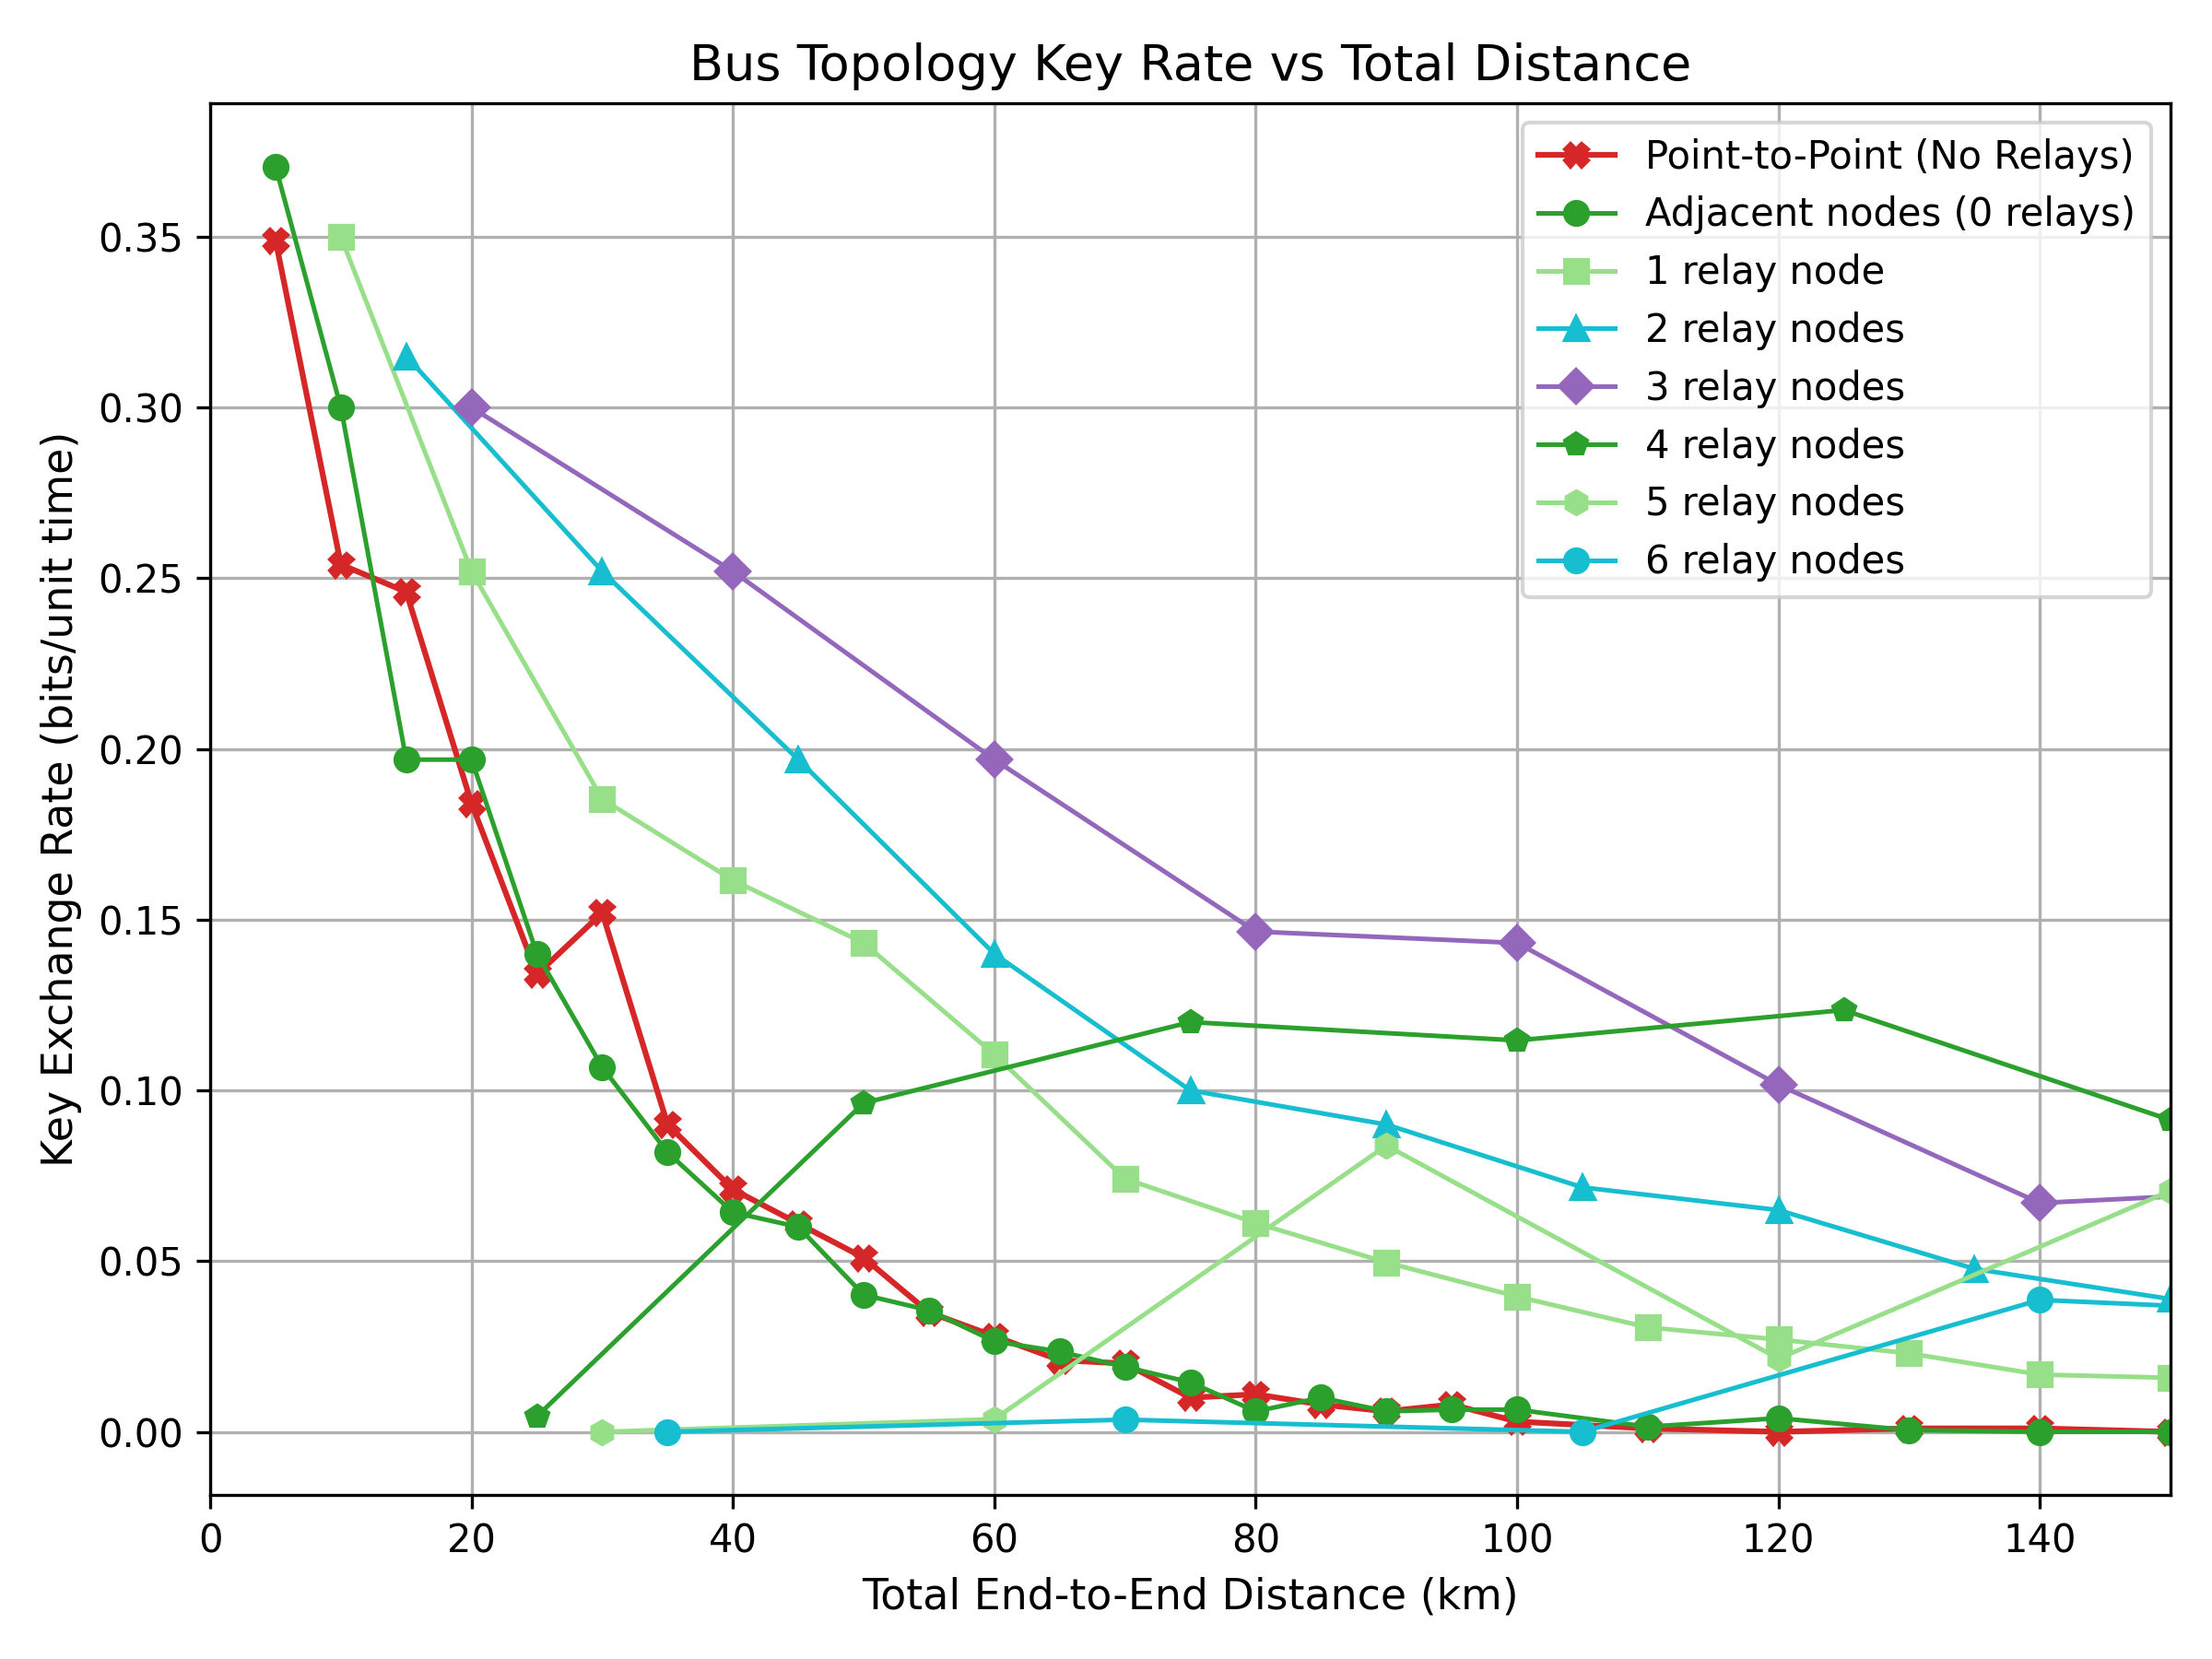 Bus Topology Key Rate vs Total Distance
Key Exchange Rate (bits/unit time)
0.35
0.30
0.25
0.20
0.15
0.10
0.05
0.00
Point-to-Point (No Relays)
Adjacent nodes (0 relays)
1 relay node
2 relay nodes
3 relay nodes
4 relay nodes
5 relay nodes
6 relay nodes
0 20 40 60 80 100 120 140
Total End-to-End Distance (km)